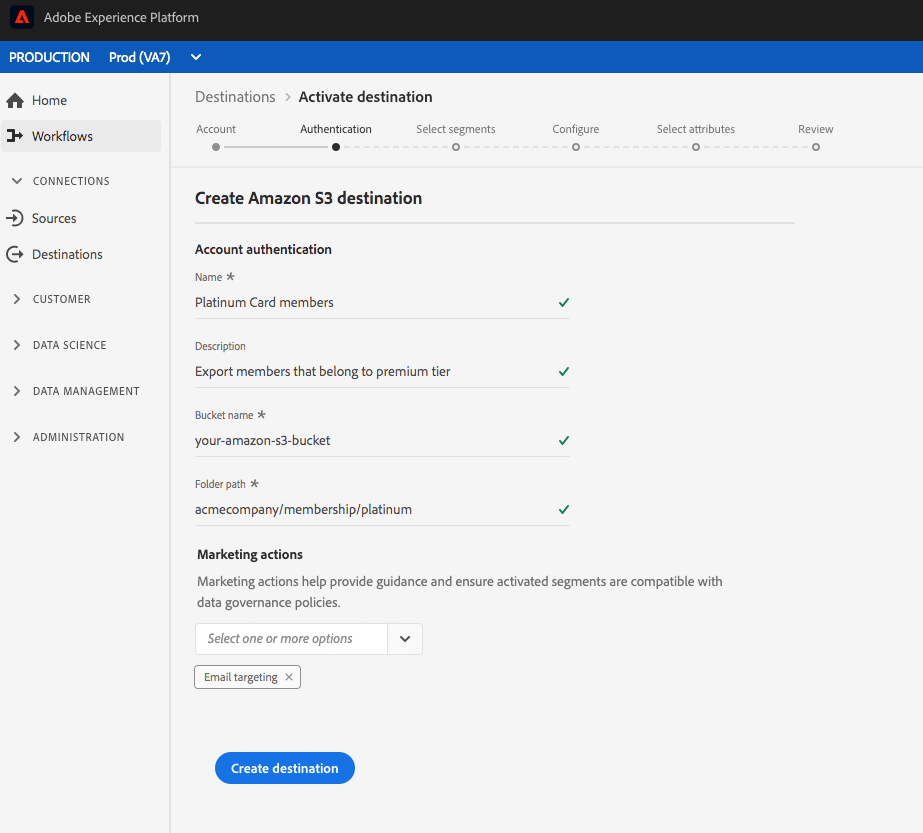 Adobe Experience Platform
PRODUCTION Prod (VA7)
Home
Workflows
CONNECTIONS
Sources
Destinations
CUSTOMER
DATA SCIENCE
DATA MANAGEMENT
ADMINISTRATION
Destinations > Activate destination
Account Authentication Select segments Configure Select attributes Review
Create Amazon S3 destination
Account authentication
Name *
Platinum Card members
Description
Export members that belong to premium tier
Bucket name *
your-amazon-s3-bucket
Folder path *
acmecompany/membership/platinum
Marketing actions
Marketing actions help provide guidance and ensure activated segments are compatible with
data governance policies.
Select one or more options
Email targeting ×
Create destination